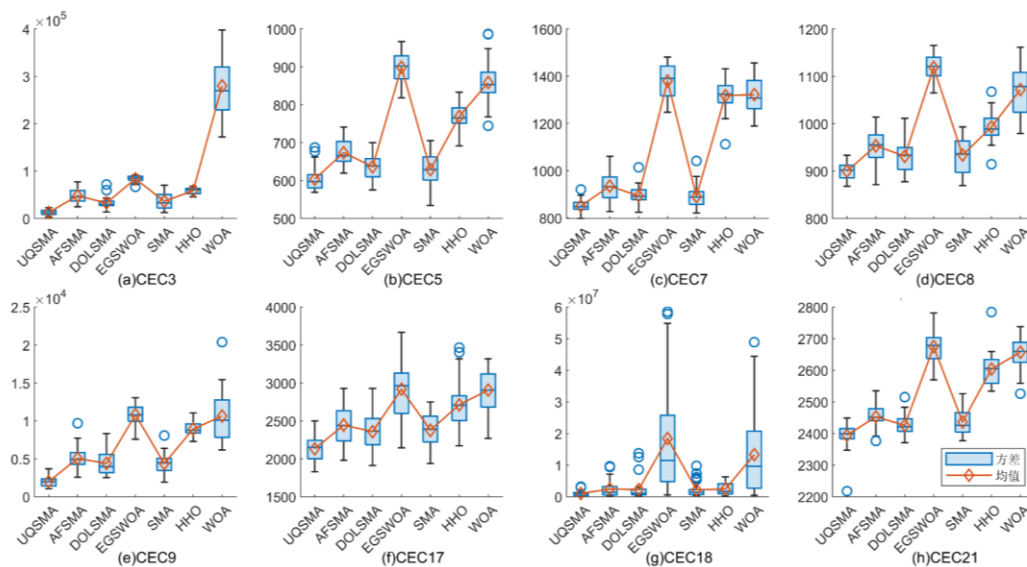 ×10⁵
4
3
2
1
0
UQSMA
AFSMA
DOLSMA
EGSWOA
SMA
HHO
WOA
(a)CEC3
1000
900
800
700
600
500
UQSMA
AFSMA
DOLSMA
EGSWOA
SMA
HHO
WOA
(b)CEC5
1600
1400
1200
1000
800
UQSMA
AFSMA
DOLSMA
EGSWOA
SMA
HHO
WOA
(c)CEC7
1200
1100
1000
900
800
UQSMA
AFSMA
DOLSMA
EGSWOA
SMA
HHO
WOA
(d)CEC8
×10⁴
2.5
2
1.5
1
0.5
0
UQSMA
AFSMA
DOLSMA
EGSWOA
SMA
HHO
WOA
(e)CEC9
4000
3500
3000
2500
2000
1500
UQSMA
AFSMA
DOLSMA
EGSWOA
SMA
HHO
WOA
(f)CEC17
×10⁷
6
5
4
3
2
1
0
UQSMA
AFSMA
DOLSMA
EGSWOA
SMA
HHO
WOA
(g)CEC18
2800
2700
2600
2500
2400
2300
2200
方差
均值
UQSMA
AFSMA
DOLSMA
EGSWOA
SMA
HHO
WOA
(h)CEC21